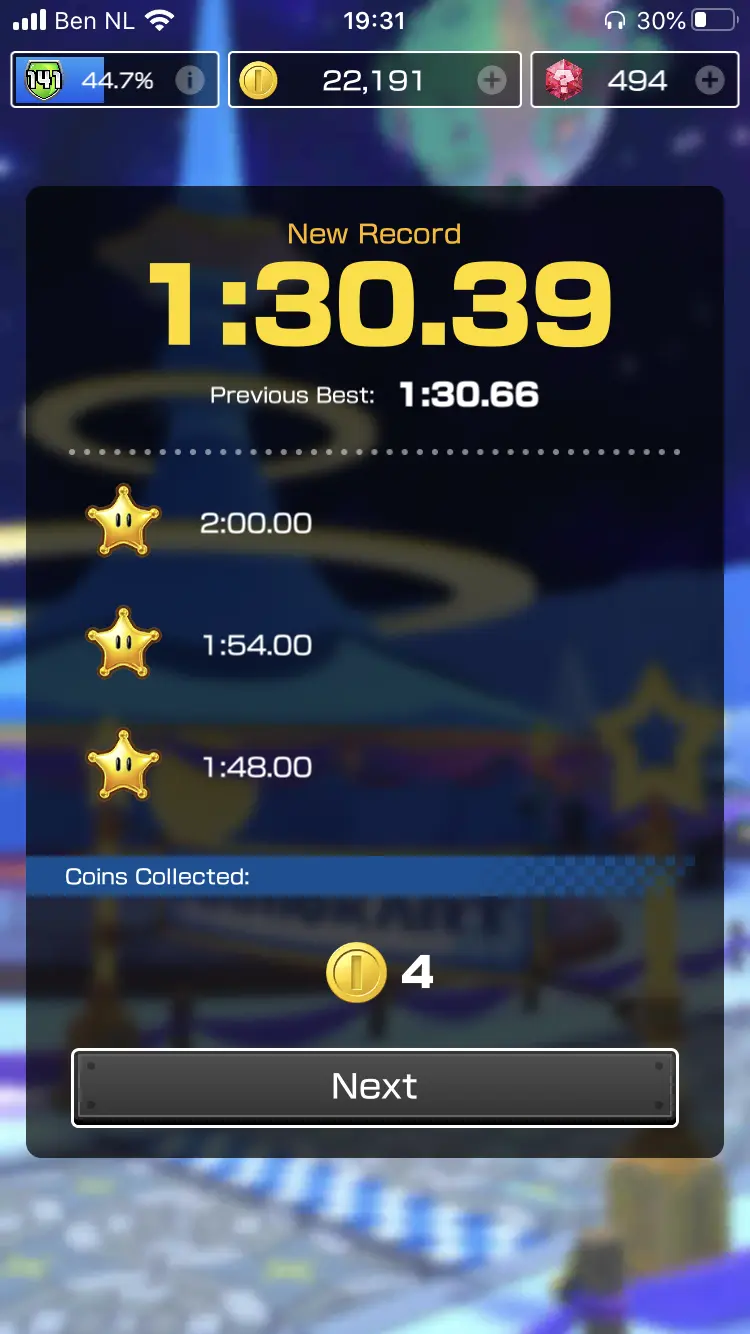 Ben NL 19:31 30%
141 44.7% i 22,191 + 494 +
New Record
1:30.39
Previous Best: 1:30.66
2:00.00
1:54.00
1:48.00
Coins Collected:
4
Next